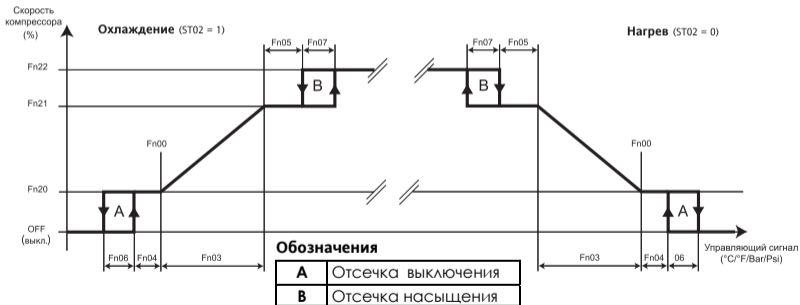 Скорость
компрессора
(%)
Охлаждение (ST02 = 1)
Нагрев (ST02 = 0)
Fn05 Fn07
Fn07 Fn05
Fn22
B
B
Fn21
Fn00
Fn00
Fn20
A
A
OFF
(выкл.)
Управляющий сигнал
(°C/°F/Bar/Psi)
Fn06 Fn04 Fn03
Fn03 Fn04 06
Обозначения
A Отсечка выключения
B Отсечка насыщения